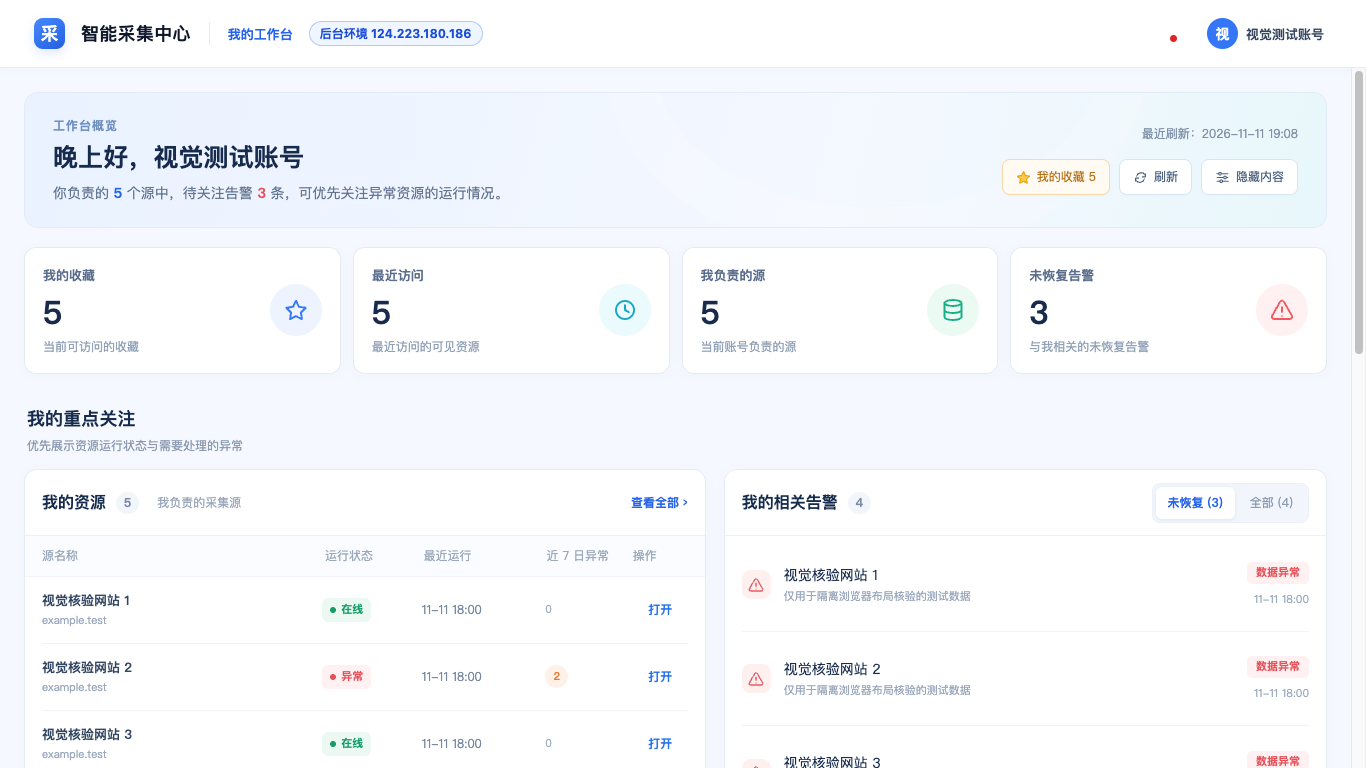 采 智能采集中心 我的工作台 后台环境 124.223.180.186 视 视觉测试账号
工作台概览
晚上好，视觉测试账号
你负责的 5 个源中，待关注告警 3 条，可优先关注异常资源的运行情况。
最近刷新：2026-11-11 19:08
我的收藏 5 刷新 隐藏内容
我的收藏
5
当前可访问的收藏
最近访问
5
最近访问的可见资源
我负责的源
5
当前账号负责的源
未恢复告警
3
与我相关的未恢复告警
我的重点关注
优先展示资源运行状态与需要处理的异常
我的资源 5 我负责的采集源 查看全部 ›
源名称 运行状态 最近运行 近 7 日异常 操作
视觉核验网站 1
example.test
在线 11-11 18:00 0 打开
视觉核验网站 2
example.test
异常 11-11 18:00 2 打开
视觉核验网站 3
example.test
在线 11-11 18:00 0 打开
我的相关告警 4 未恢复 (3) 全部 (4)
视觉核验网站 1
仅用于隔离浏览器布局核验的测试数据
数据异常
11-11 18:00
视觉核验网站 2
仅用于隔离浏览器布局核验的测试数据
数据异常
11-11 18:00
视觉核验网站 3
数据异常